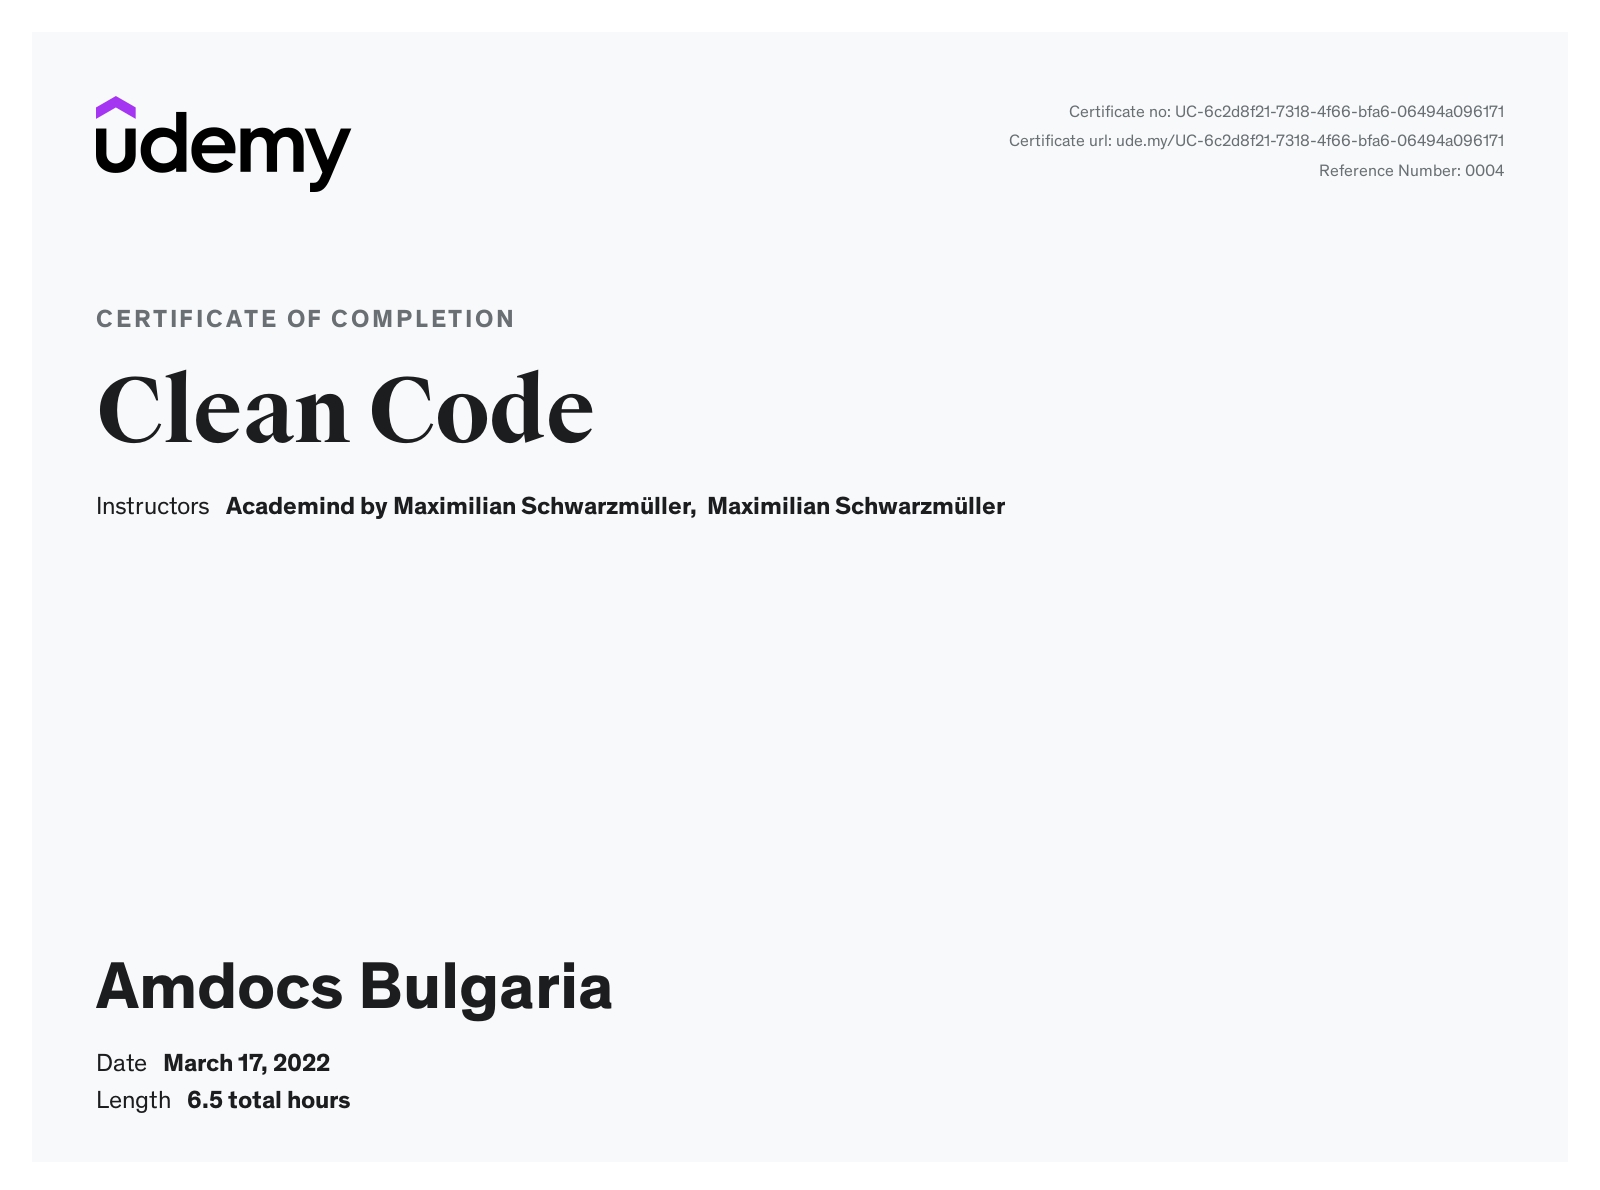 udemy
Certificate no: UC-6c2d8f21-7318-4f66-bfa6-06494a096171
Certificate url: ude.my/UC-6c2d8f21-7318-4f66-bfa6-06494a096171
Reference Number: 0004
CERTIFICATE OF COMPLETION
Clean Code
Instructors Academind by Maximilian Schwarzmüller, Maximilian Schwarzmüller
Amdocs Bulgaria
Date March 17, 2022
Length 6.5 total hours